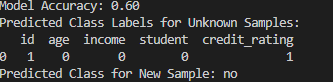 Model Accuracy: 0.60
Predicted Class Labels for Unknown Samples:
   id  age  income  student  credit_rating
0   1    0       0        0              1
Predicted Class for New Sample: no